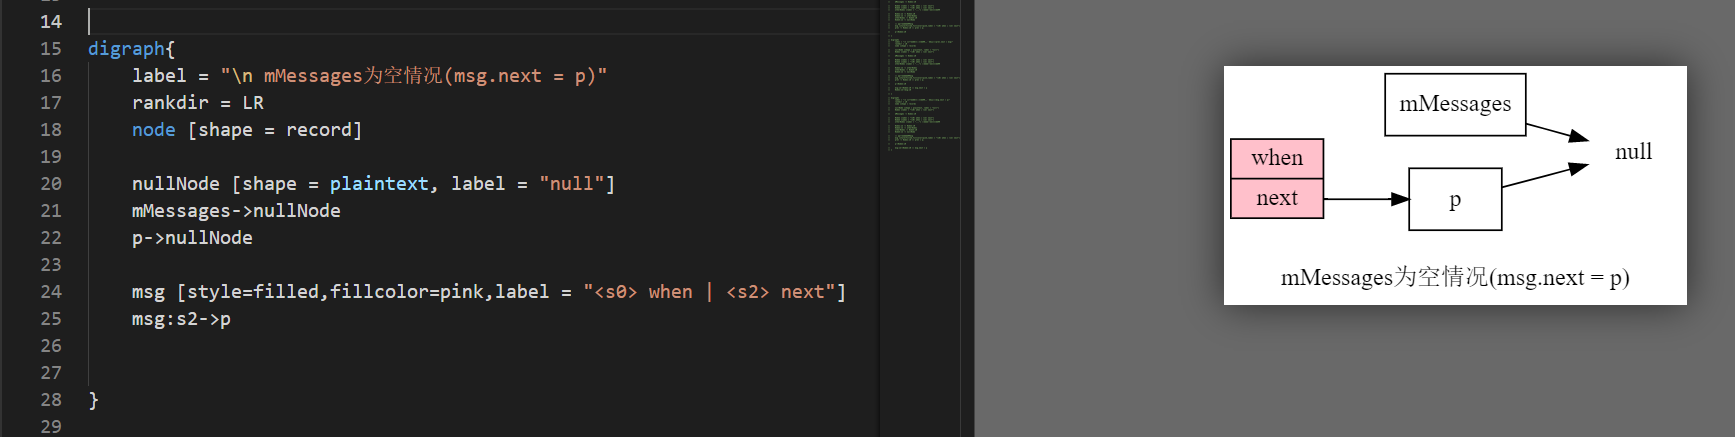 14
15 digraph{
16 label = "\n mMessages为空情况(msg.next = p)"
17 rankdir = LR
18 node [shape = record]
19
20 nullNode [shape = plaintext, label = "null"]
21 mMessages->nullNode
22 p->nullNode
23
24 msg [style=filled,fillcolor=pink,label = "<s0> when | <s2> next"]
25 msg:s2->p
26
27
28 }
29
mMessages
when
null
next
p
mMessages为空情况(msg.next = p)